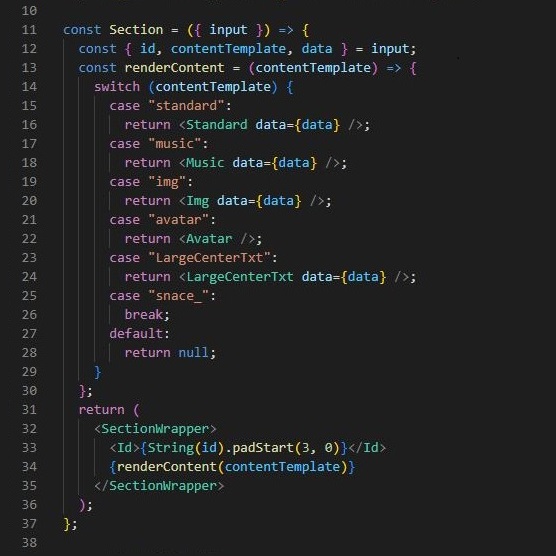 10
11 const Section = ({ input }) => {
12   const { id, contentTemplate, data } = input;
13   const renderContent = (contentTemplate) => {
14     switch (contentTemplate) {
15       case "standard":
16         return <Standard data={data} />;
17       case "music":
18         return <Music data={data} />;
19       case "img":
20         return <Img data={data} />;
21       case "avatar":
22         return <Avatar />;
23       case "LargeCenterTxt":
24         return <LargeCenterTxt data={data} />;
25       case "snace_":
26         break;
27       default:
28         return null;
29     }
30   };
31   return (
32     <SectionWrapper>
33       <Id>{String(id).padStart(3, 0)}</Id>
34       {renderContent(contentTemplate)}
35     </SectionWrapper>
36   );
37 };
38